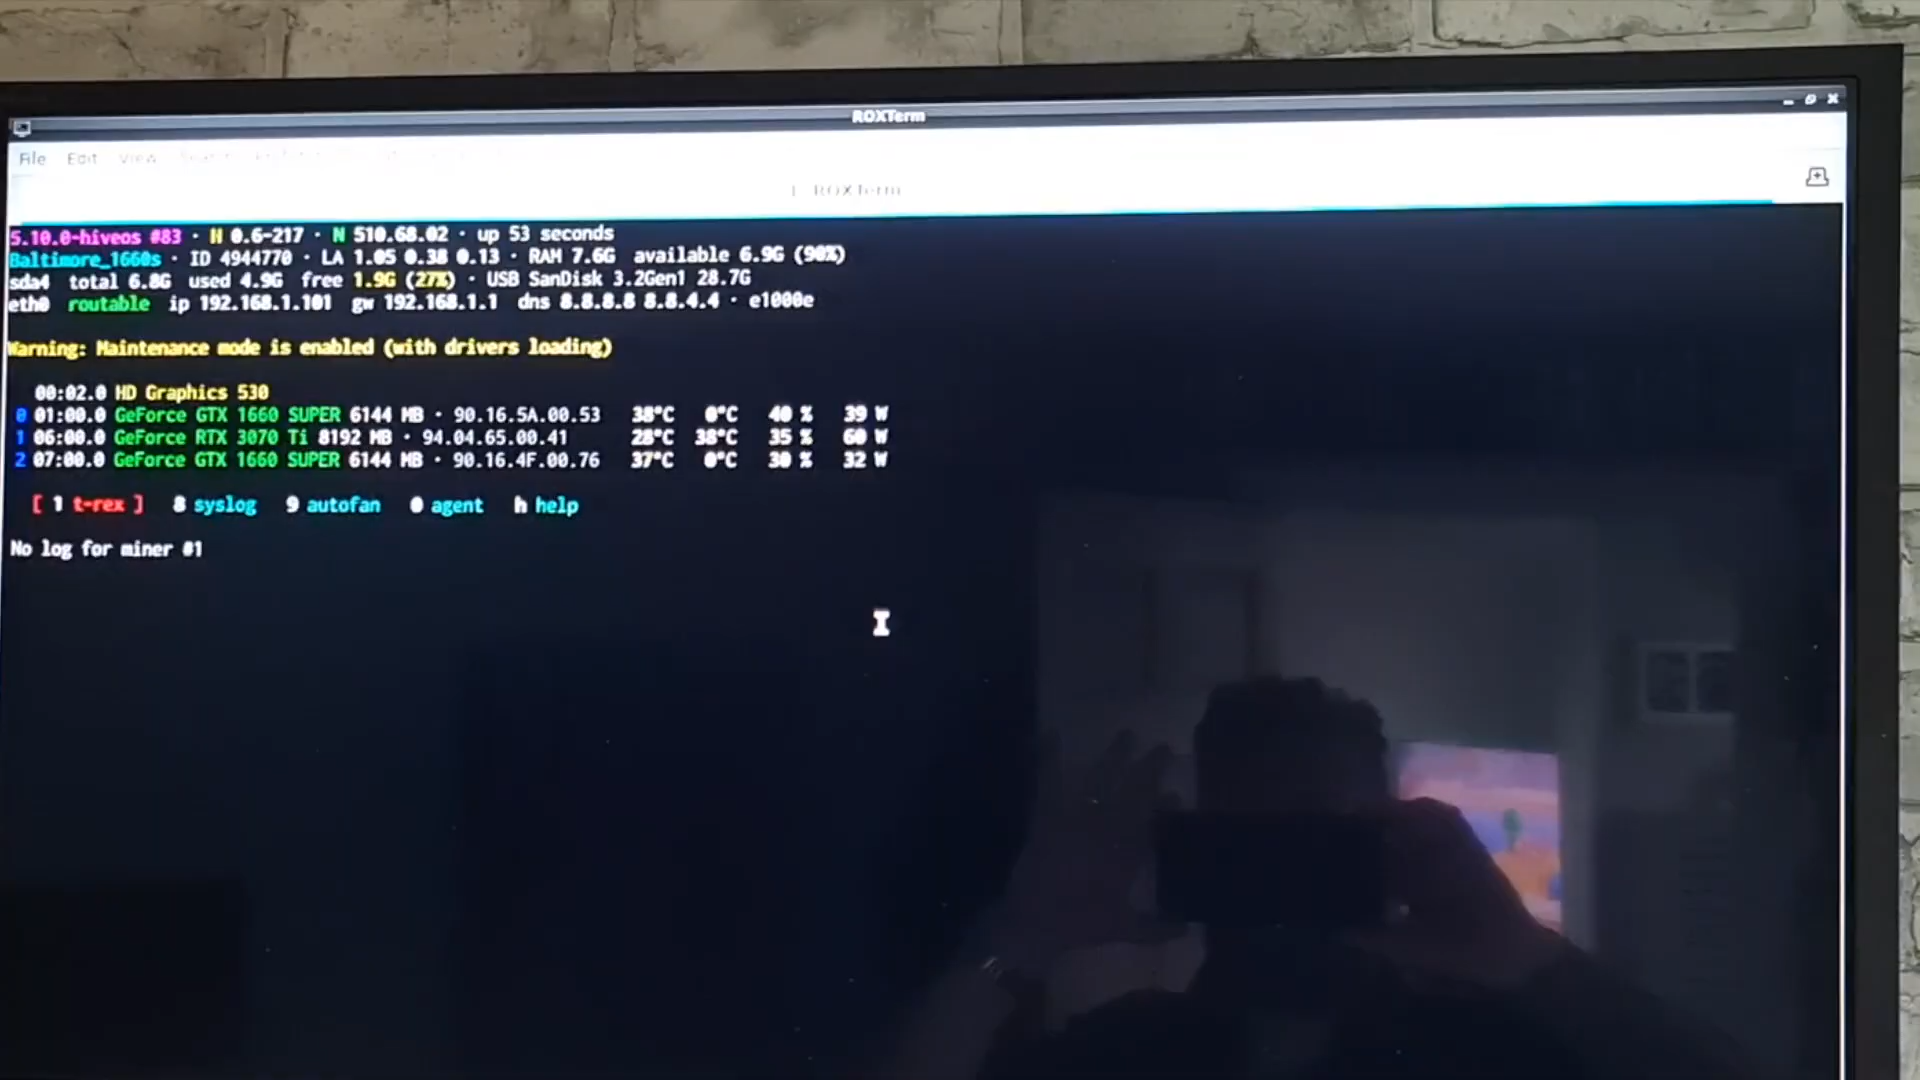 ROXTerm
File Edit View
1. ROXTerm
5.10.0-hiveos #83 · H 0.6-217 · N 510.68.02 · up 53 seconds
Baltimore_1660s · ID 4944770 · LA 1.05 0.38 0.13 · RAM 7.6G available 6.9G (90%)
sda4 total 6.8G used 4.9G free 1.9G (27%) · USB SanDisk 3.2Gen1 28.7G
eth0 routable ip 192.168.1.101 gw 192.168.1.1 dns 8.8.8.8 8.8.4.4 · e1000e
Warning: Maintenance mode is enabled (with drivers loading)
00:02.0 HD Graphics 530
0 01:00.0 GeForce GTX 1660 SUPER 6144 MB · 90.16.5A.00.53 38°C 0°C 40 % 39 W
1 06:00.0 GeForce RTX 3070 Ti 8192 MB · 94.04.65.00.41 28°C 38°C 35 % 60 W
2 07:00.0 GeForce GTX 1660 SUPER 6144 MB · 90.16.4F.00.76 37°C 0°C 30 % 32 W
[ 1 t-rex ] 8 syslog 9 autofan 0 agent h help
No log for miner #1